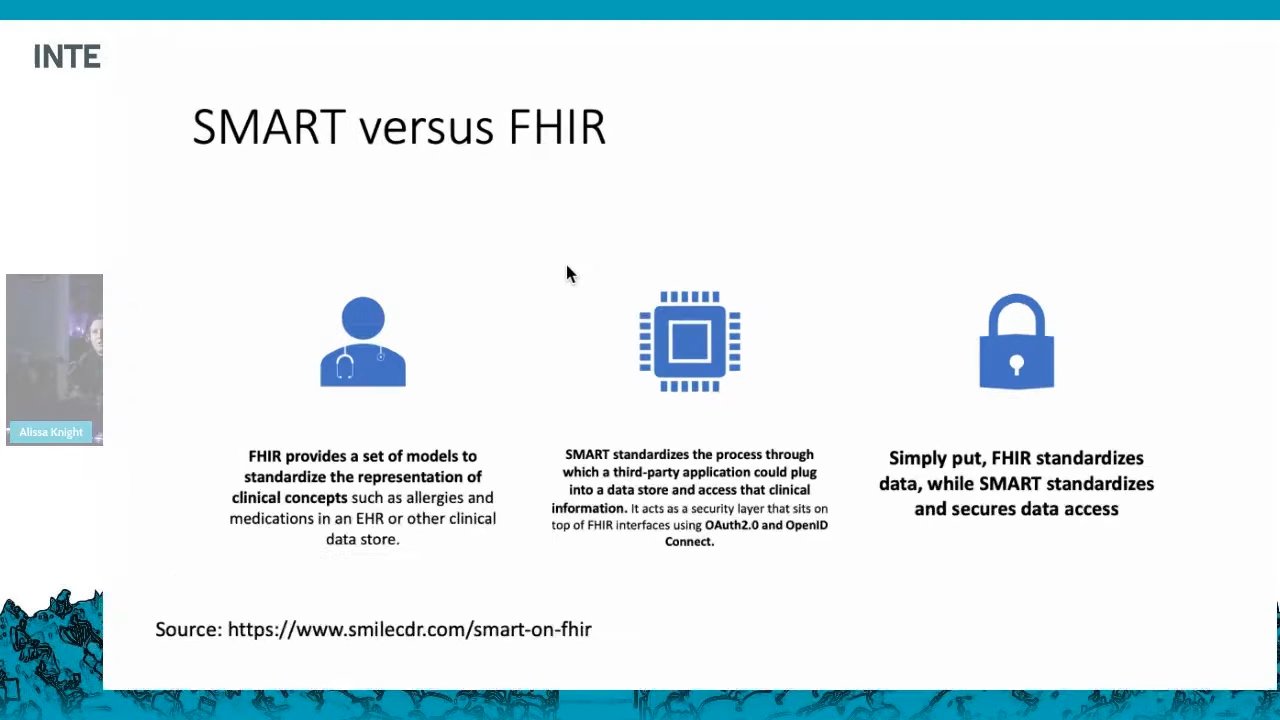 INTE
SMART versus FHIR
Alissa Knight
FHIR provides a set of models to
standardize the representation of
clinical concepts such as allergies and
medications in an EHR or other clinical
data store.
SMART standardizes the process through
which a third-party application could plug
into a data store and access that clinical
information. It acts as a security layer that sits on
top of FHIR interfaces using OAuth2.0 and OpenID
Connect.
Simply put, FHIR standardizes
data, while SMART standardizes
and secures data access
Source: https://www.smilecdr.com/smart-on-fhir